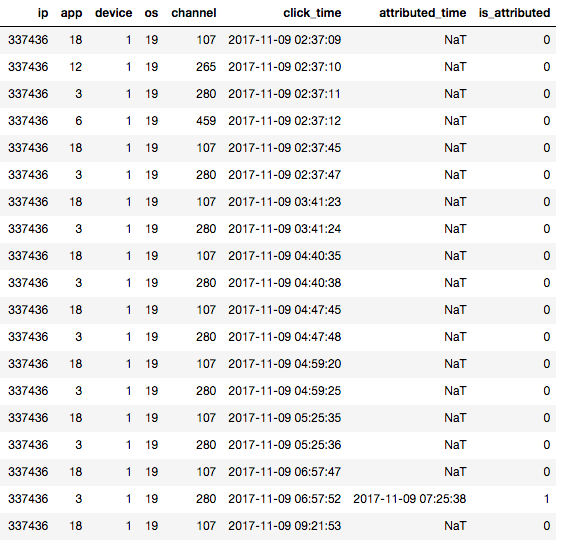 ip app device os channel click_time attributed_time is_attributed
337436 18 1 19 107 2017-11-09 02:37:09 NaT 0
337436 12 1 19 265 2017-11-09 02:37:10 NaT 0
337436 3 1 19 280 2017-11-09 02:37:11 NaT 0
337436 6 1 19 459 2017-11-09 02:37:12 NaT 0
337436 18 1 19 107 2017-11-09 02:37:45 NaT 0
337436 3 1 19 280 2017-11-09 02:37:47 NaT 0
337436 18 1 19 107 2017-11-09 03:41:23 NaT 0
337436 3 1 19 280 2017-11-09 03:41:24 NaT 0
337436 18 1 19 107 2017-11-09 04:40:35 NaT 0
337436 3 1 19 280 2017-11-09 04:40:38 NaT 0
337436 18 1 19 107 2017-11-09 04:47:45 NaT 0
337436 3 1 19 280 2017-11-09 04:47:48 NaT 0
337436 18 1 19 107 2017-11-09 04:59:20 NaT 0
337436 3 1 19 280 2017-11-09 04:59:25 NaT 0
337436 18 1 19 107 2017-11-09 05:25:35 NaT 0
337436 3 1 19 280 2017-11-09 05:25:36 NaT 0
337436 18 1 19 107 2017-11-09 06:57:47 NaT 0
337436 3 1 19 280 2017-11-09 06:57:52 2017-11-09 07:25:38 1
337436 18 1 19 107 2017-11-09 09:21:53 NaT 0